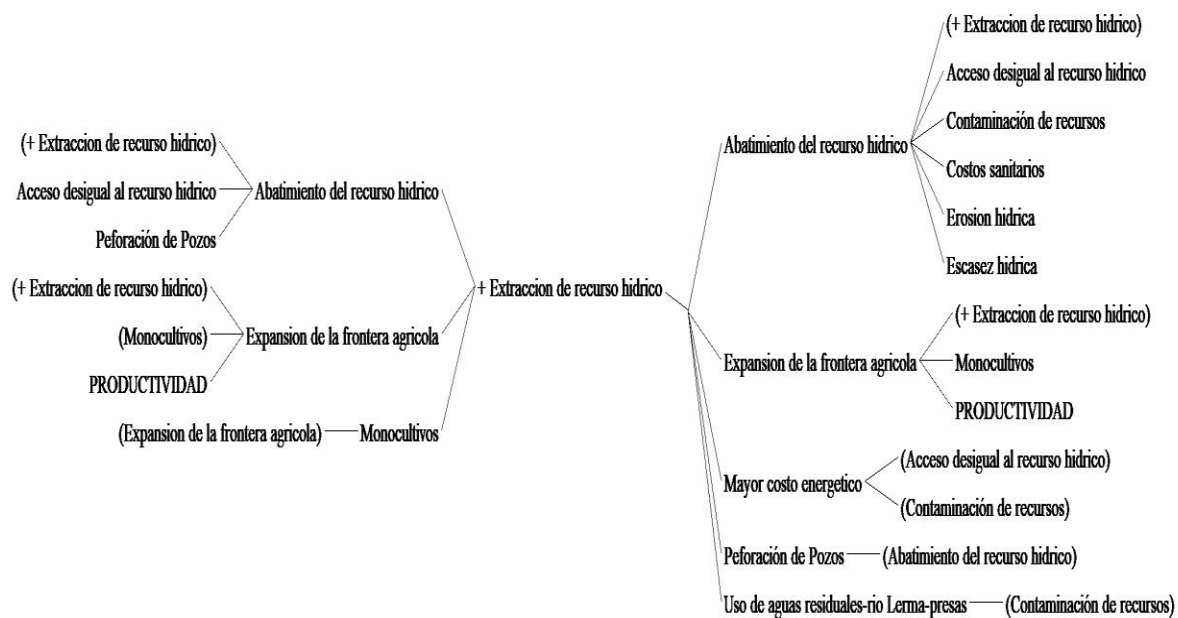 (+ Extraccion de recurso hidrico)
Acceso desigual al recurso hidrico
Peforación de Pozos
Abatimiento del recurso hidrico
(+ Extraccion de recurso hidrico)
(Monocultivos)
PRODUCTIVIDAD
Expansion de la frontera agricola
(Expansion de la frontera agricola)
Monocultivos
+ Extraccion de recurso hidrico
Abatimiento del recurso hidrico
(+ Extraccion de recurso hidrico)
Acceso desigual al recurso hidrico
Contaminación de recursos
Costos sanitarios
Erosion hidrica
Escasez hidrica
Expansion de la frontera agricola
(+ Extraccion de recurso hidrico)
Monocultivos
PRODUCTIVIDAD
Mayor costo energetico
(Acceso desigual al recurso hidrico)
(Contaminación de recursos)
Peforación de Pozos
(Abatimiento del recurso hidrico)
Uso de aguas residuales-rio Lerma-presas
(Contaminación de recursos)